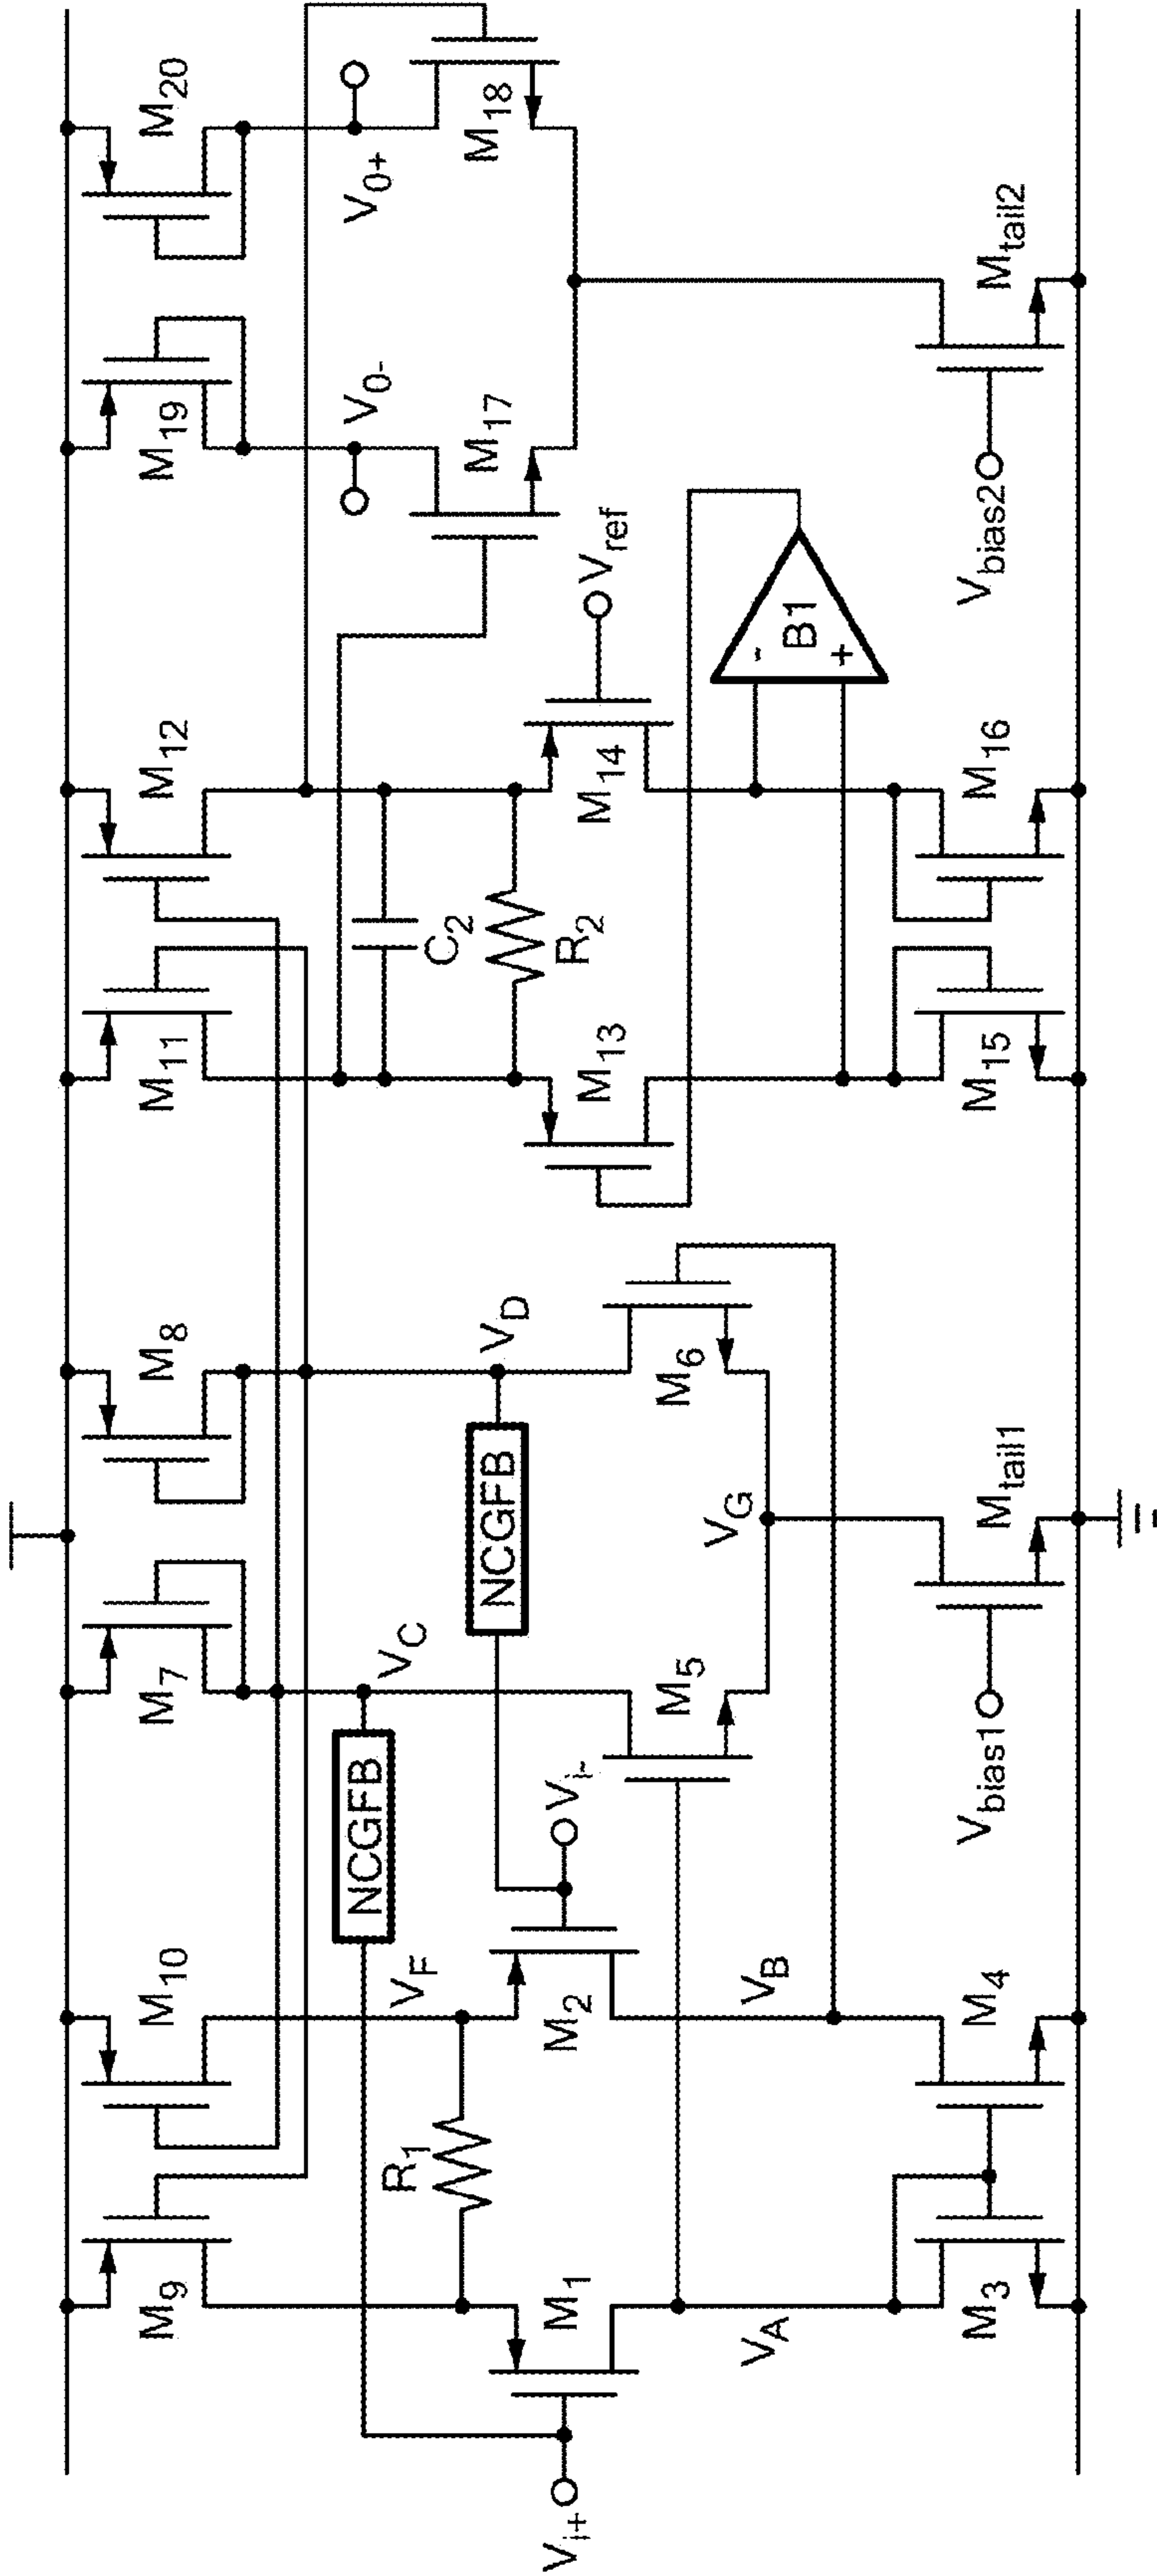 M9
M10
M7
M8
M11
M12
M19
M20
NCGFB
VC
VF
R1
NCGFB
VD
C2
R2
V0-
V0+
Vi+
M1
M2
Vi-
M5
M6
M13
M14
Vref
M17
M18
VA
VB
VG
-
B1
+
M3
M4
Vbias1
Mtail1
M15
M16
Vbias2
Mtail2